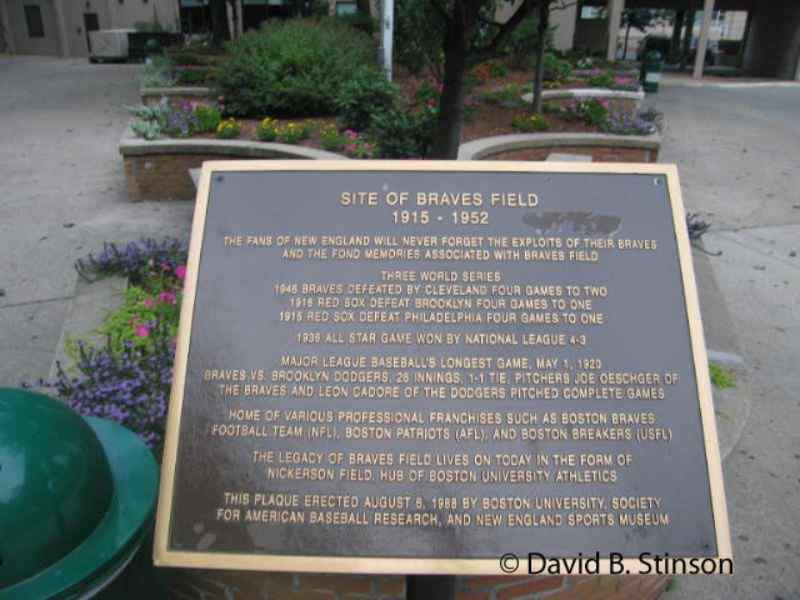 SITE OF BRAVES FIELD
1915 - 1952
THE FANS OF NEW ENGLAND WILL NEVER FORGET THE EXPLOITS OF THEIR BRAVES
AND THE FOND MEMORIES ASSOCIATED WITH BRAVES FIELD
THREE WORLD SERIES
1948 BRAVES DEFEATED BY CLEVELAND FOUR GAMES TO TWO
1916 RED SOX DEFEAT BROOKLYN FOUR GAMES TO ONE
1915 RED SOX DEFEAT PHILADELPHIA FOUR GAMES TO ONE
1936 ALL STAR GAME WON BY NATIONAL LEAGUE 4-3
MAJOR LEAGUE BASEBALL'S LONGEST GAME, MAY 1, 1920
BRAVES VS. BROOKLYN DODGERS, 26 INNINGS, 1-1 TIE, PITCHERS JOE OESCHGER OF
THE BRAVES AND LEON CADORE OF THE DODGERS PITCHED COMPLETE GAMES
HOME OF VARIOUS PROFESSIONAL FRANCHISES SUCH AS BOSTON BRAVES
FOOTBALL TEAM (NFL), BOSTON PATRIOTS (AFL), AND BOSTON BREAKERS (USFL)
THE LEGACY OF BRAVES FIELD LIVES ON TODAY IN THE FORM OF
NICKERSON FIELD, HUB OF BOSTON UNIVERSITY ATHLETICS
THIS PLAQUE ERECTED AUGUST 6, 1988 BY BOSTON UNIVERSITY, SOCIETY
FOR AMERICAN BASEBALL RESEARCH, AND NEW ENGLAND SPORTS MUSEUM
© David B. Stinson